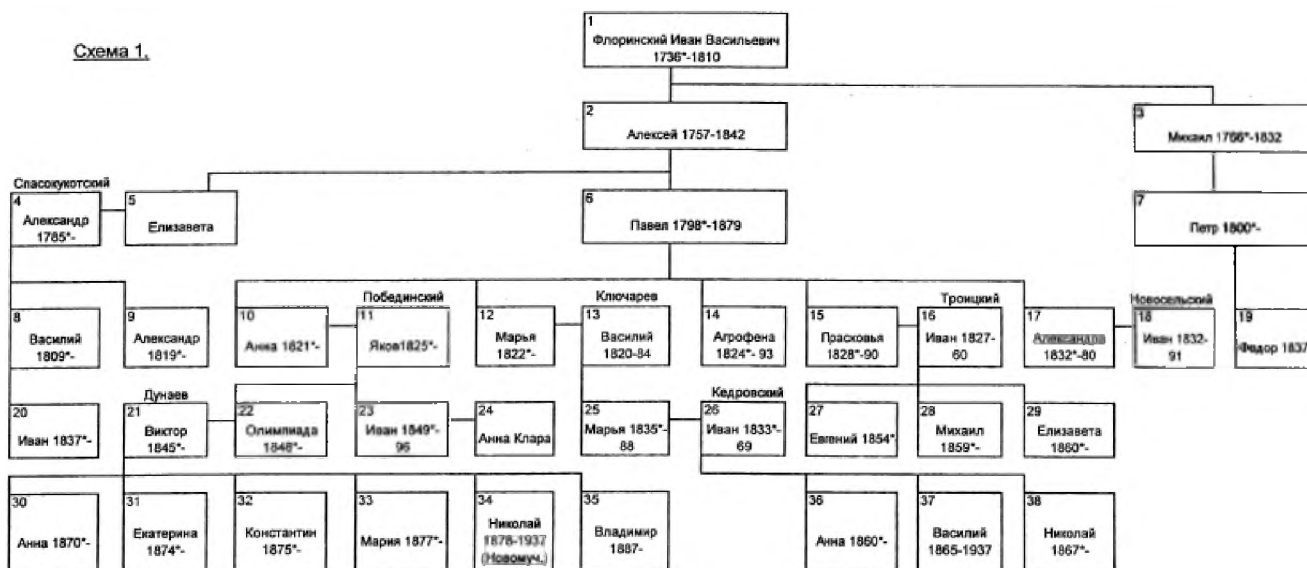 Схема 1.
1
Флоринский Иван Васильевич
1736*-1810
2
Алексей 1757-1842
3
Михаил 1766*-1832
Спасокукотский
4
Александр
1785*-
5
Елизавета
6
Павел 1798*-1879
7
Петр 1800*-
8
Василий
1809*-
9
Александр
1819*-
10
Анна 1821*-
Побединский
11
Яков1825*-
12
Марья
1822*-
Ключарев
13
Василий
1820-84
14
Агрофена
1824*- 93
15
Прасковья
1828*-90
Троицкий
16
Иван 1827-
60
17
Александра
1832*-80
Новосельский
18
Иван 1832-
91
19
Федор 1837
20
Иван 1837*-
Дунаев
21
Виктор
1845*-
22
Олимпиада
1848*-
23
Иван 1849*-
96
24
Анна Клара
25
Марья 1835*-
88
Кедровский
26
Иван 1833*-
69
27
Евгений 1854*
28
Михаил
1859*-
29
Елизавета
1860*-
30
Анна 1870*-
31
Екатерина
1874*-
32
Константин
1875*-
33
Мария 1877*-
34
Николай
1878-1937
(Новомуч.)
35
Владимир
1887-
36
Анна 1860*-
37
Василий
1865-1937
38
Николай
1867*-